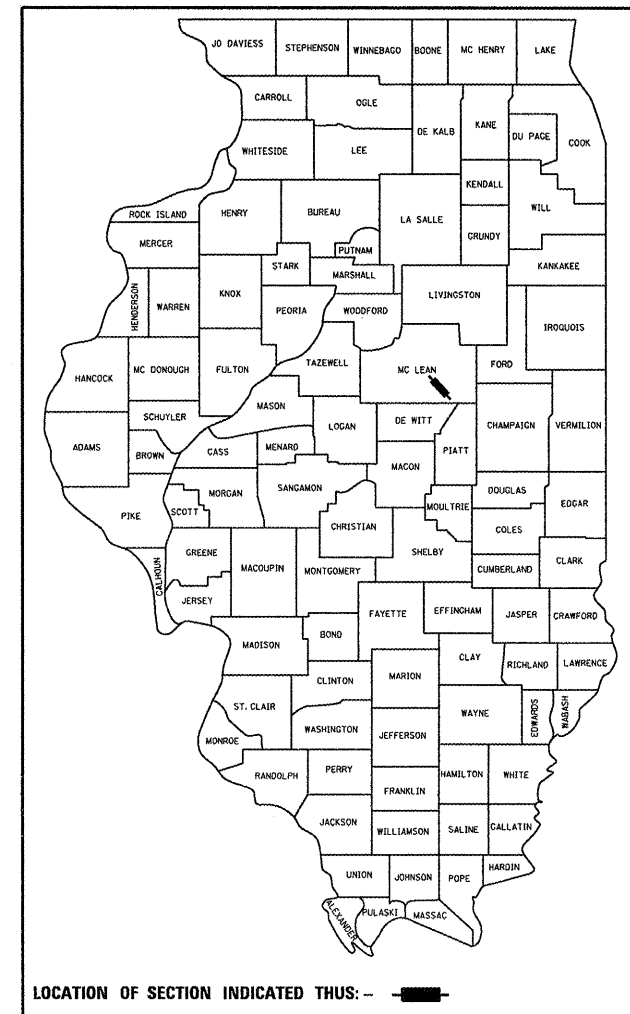 JO DAVIESS STEPHENSON WINNEBAGO BOONE MC HENRY LAKE
CARROLL OGLE DE KALB KANE DU PAGE COOK
WHITESIDE LEE KENDALL WILL
ROCK ISLAND HENRY BUREAU LA SALLE GRUNDY
MERCER PUTNAM KANKAKEE
HENDERSON WARREN KNOX STARK MARSHALL LIVINGSTON
PEORIA WOODFORD IROQUOIS
HANCOCK MC DONOUGH FULTON TAZEWELL MC LEAN FORD
SCHUYLER MASON LOGAN DE WITT CHAMPAIGN VERMILION
ADAMS BROWN CASS MENARD MACON PIATT
PIKE SCOTT MORGAN SANGAMON CHRISTIAN MOULTRIE DOUGLAS EDGAR
COLES
CALHOUN GREENE MACOUPIN MONTGOMERY SHELBY CUMBERLAND CLARK
JERSEY FAYETTE EFFINGHAM JASPER CRAWFORD
MADISON BOND CLAY RICHLAND LAWRENCE
CLINTON MARION
ST. CLAIR WASHINGTON WAYNE EDWARDS WABASH
MONROE JEFFERSON
RANDOLPH PERRY FRANKLIN HAMILTON WHITE
JACKSON WILLIAMSON SALINE GALLATIN
UNION JOHNSON POPE HARDIN
ALEXANDER PULASKI MASSAC
LOCATION OF SECTION INDICATED THUS: –